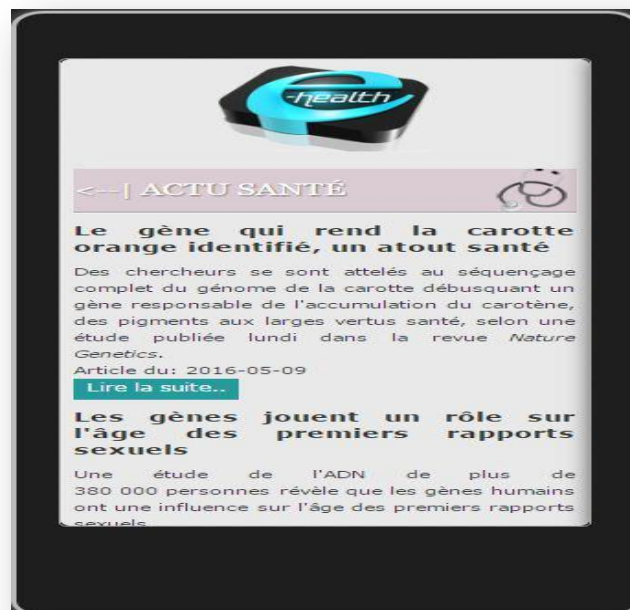 e-health
<--| ACTU SANTÉ
Le gène qui rend la carotte
orange identifié, un atout santé
Des chercheurs se sont attelés au séquençage
complet du génome de la carotte débusquant un
gène responsable de l'accumulation du carotène,
des pigments aux larges vertus santé, selon une
étude publiée lundi dans la revue Nature
Genetics.
Article du: 2016-05-09
Lire la suite..
Les gènes jouent un rôle sur
l'âge des premiers rapports
sexuels
Une étude de l'ADN de plus de
380 000 personnes révèle que les gènes humains
ont une influence sur l'âge des premiers rapports
sexuels